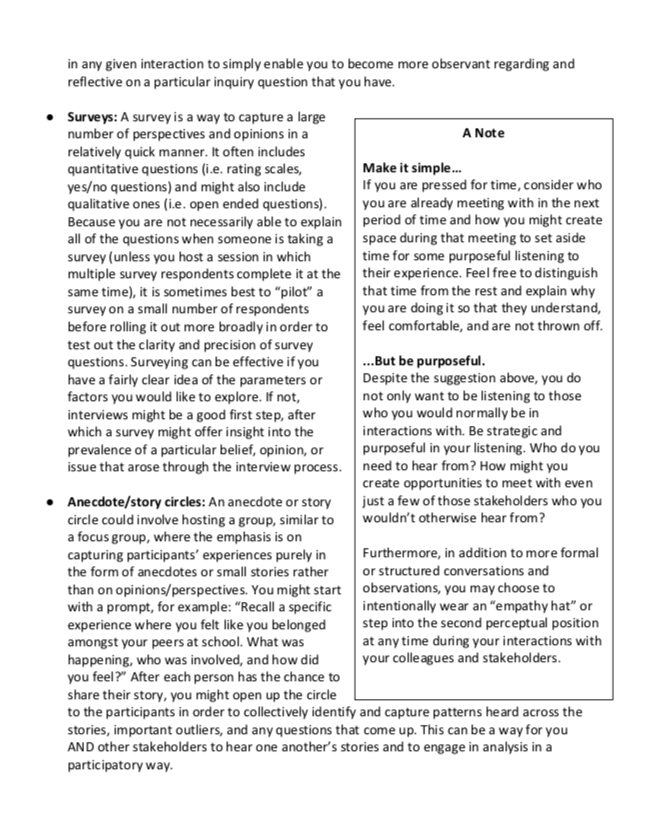 in any given interaction to simply enable you to become more observant regarding and
reflective on a particular inquiry question that you have.
● Surveys: A survey is a way to capture a large
number of perspectives and opinions in a
relatively quick manner. It often includes
quantitative questions (i.e. rating scales,
yes/no questions) and might also include
qualitative ones (i.e. open ended questions).
Because you are not necessarily able to explain
all of the questions when someone is taking a
survey (unless you host a session in which
multiple survey respondents complete it at the
same time), it is sometimes best to “pilot” a
survey on a small number of respondents
before rolling it out more broadly in order to
test out the clarity and precision of survey
questions. Surveying can be effective if you
have a fairly clear idea of the parameters or
factors you would like to explore. If not,
interviews might be a good first step, after
which a survey might offer insight into the
prevalence of a particular belief, opinion, or
issue that arose through the interview process.
● Anecdote/story circles: An anecdote or story
circle could involve hosting a group, similar to
a focus group, where the emphasis is on
capturing participants’ experiences purely in
the form of anecdotes or small stories rather
than on opinions/perspectives. You might start
with a prompt, for example: “Recall a specific
experience where you felt like you belonged
amongst your peers at school. What was
happening, who was involved, and how did
you feel?” After each person has the chance to
share their story, you might open up the circle
to the participants in order to collectively identify and capture patterns heard across the
stories, important outliers, and any questions that come up. This can be a way for you
AND other stakeholders to hear one another’s stories and to engage in analysis in a
participatory way.
A Note
Make it simple…
If you are pressed for time, consider who
you are already meeting with in the next
period of time and how you might create
space during that meeting to set aside
time for some purposeful listening to
their experience. Feel free to distinguish
that time from the rest and explain why
you are doing it so that they understand,
feel comfortable, and are not thrown off.
...But be purposeful.
Despite the suggestion above, you do
not only want to be listening to those
who you would normally be in
interactions with. Be strategic and
purposeful in your listening. Who do you
need to hear from? How might you
create opportunities to meet with even
just a few of those stakeholders who you
wouldn’t otherwise hear from?
Furthermore, in addition to more formal
or structured conversations and
observations, you may choose to
intentionally wear an “empathy hat” or
step into the second perceptual position
at any time during your interactions with
your colleagues and stakeholders.